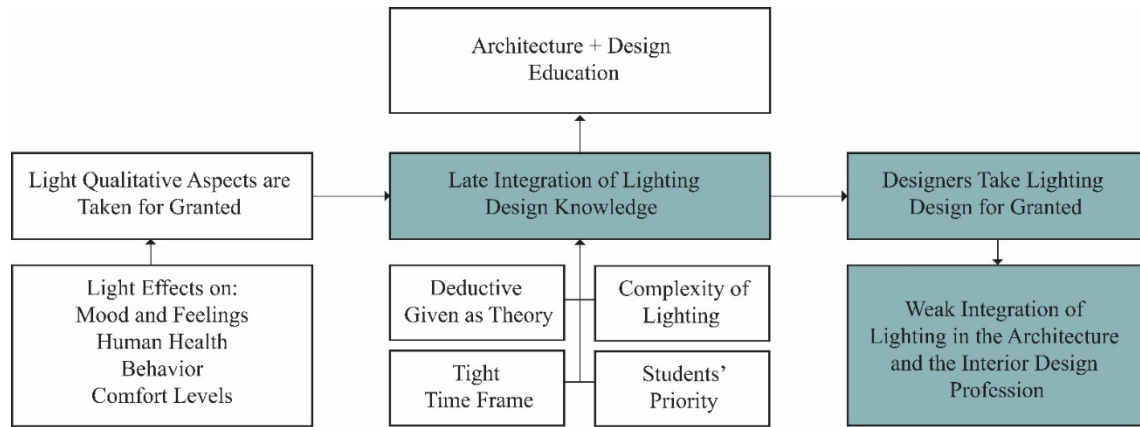 Architecture + Design
Education
Light Qualitative Aspects are
Taken for Granted
Late Integration of Lighting
Design Knowledge
Designers Take Lighting
Design for Granted
Light Effects on:
Mood and Feelings
Human Health
Behavior
Comfort Levels
Deductive
Given as Theory
Complexity of
Lighting
Tight
Time Frame
Students’
Priority
Weak Integration of
Lighting in the Architecture
and the Interior Design
Profession